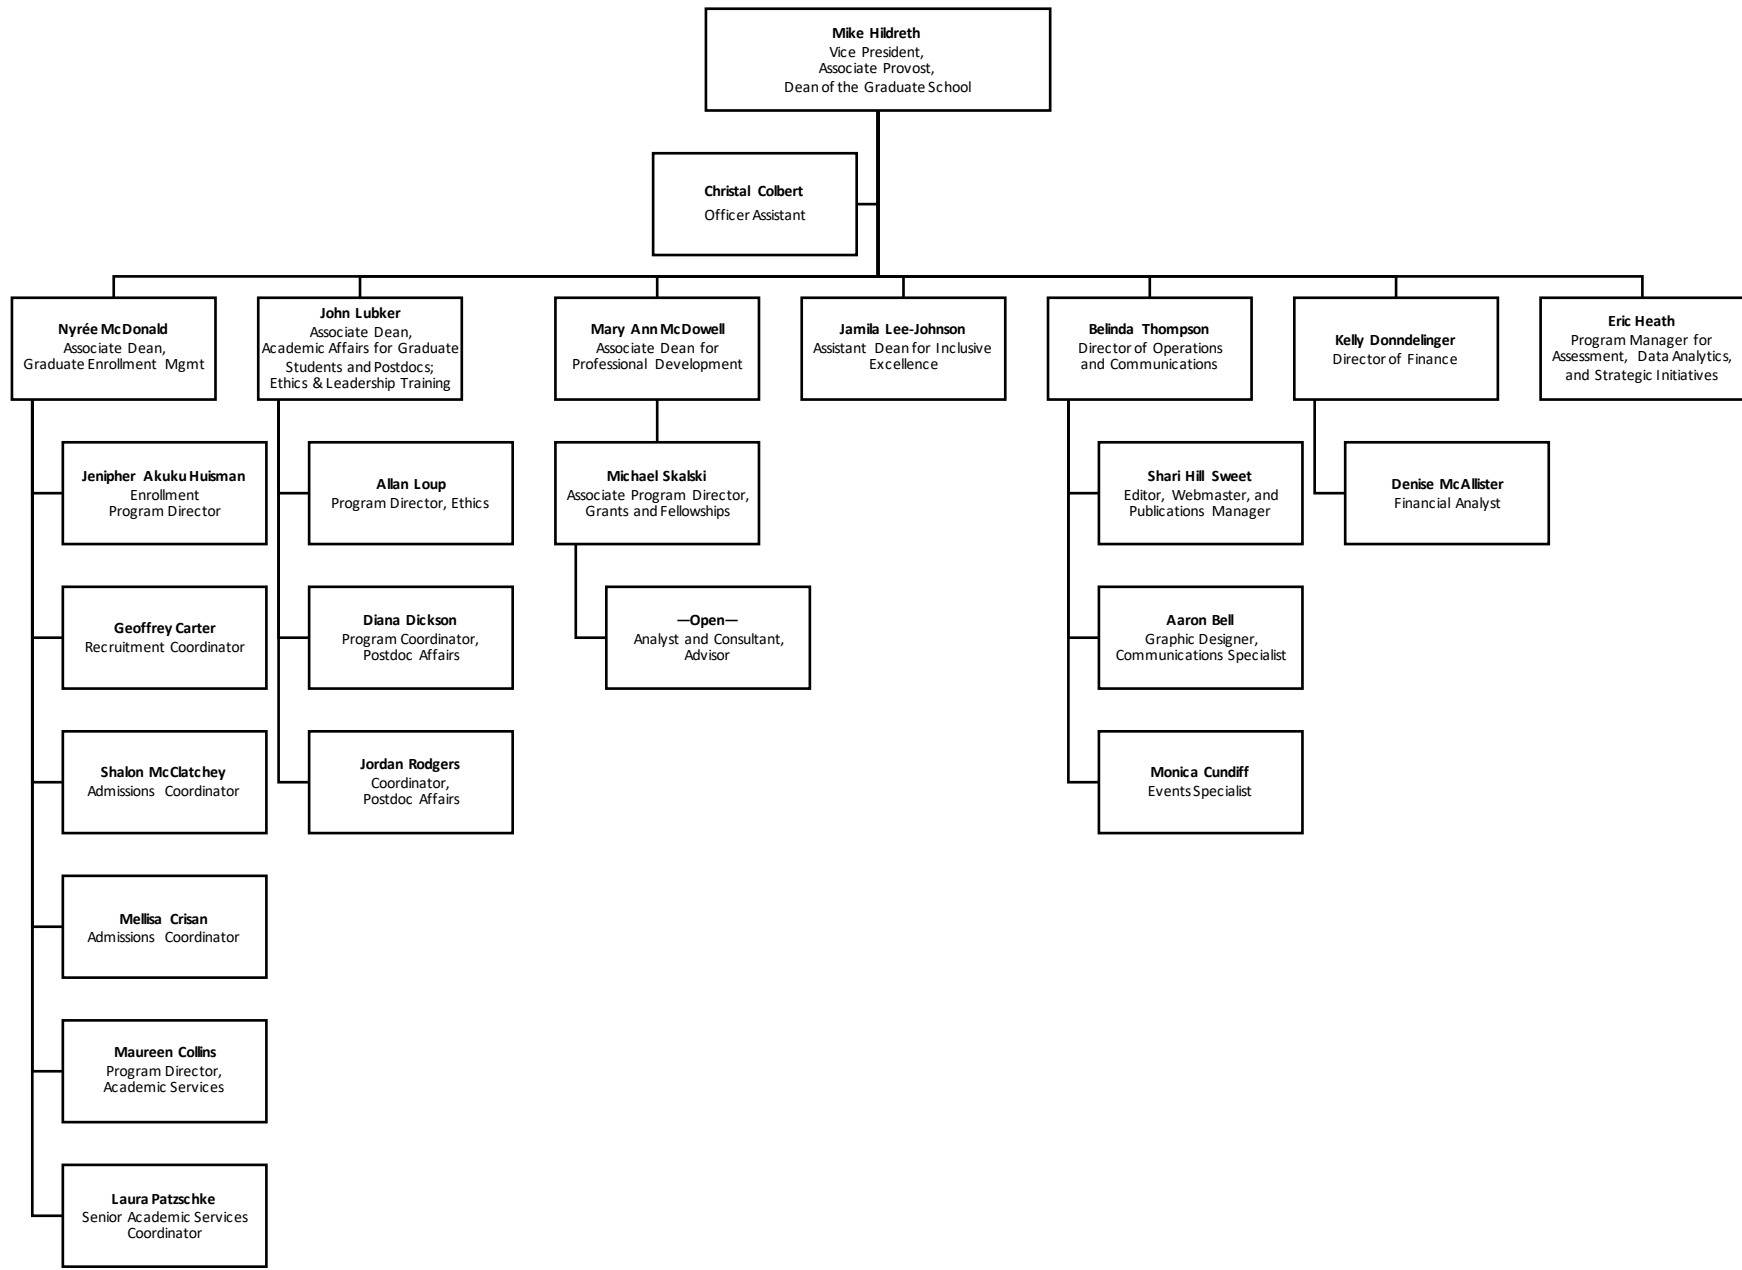 Mike Hildreth
Vice President,
Associate Provost,
Dean of the Graduate School
Christal Colbert
Officer Assistant
Nyrée McDonald
Associate Dean,
Graduate Enrollment Mgmt
John Lubker
Associate Dean,
Academic Affairs for Graduate
Students and Postdocs;
Ethics & Leadership Training
Mary Ann McDowell
Associate Dean for
Professional Development
Jamila Lee-Johnson
Assistant Dean for Inclusive
Excellence
Belinda Thompson
Director of Operations
and Communications
Kelly Donndelinger
Director of Finance
Eric Heath
Program Manager for
Assessment, Data Analytics,
and Strategic Initiatives
Jenipher Akuku Huisman
Enrollment
Program Director
Allan Loup
Program Director, Ethics
Michael Skalski
Associate Program Director,
Grants and Fellowships
Shari Hill Sweet
Editor, Webmaster, and
Publications Manager
Denise McAllister
Financial Analyst
Geoffrey Carter
Recruitment Coordinator
Diana Dickson
Program Coordinator,
Postdoc Affairs
—Open—
Analyst and Consultant,
Advisor
Aaron Bell
Graphic Designer,
Communications Specialist
Shalon McClatchey
Admissions Coordinator
Jordan Rodgers
Coordinator,
Postdoc Affairs
Monica Cundiff
Events Specialist
Mellisa Crisan
Admissions Coordinator
Maureen Collins
Program Director,
Academic Services
Laura Patzschke
Senior Academic Services
Coordinator